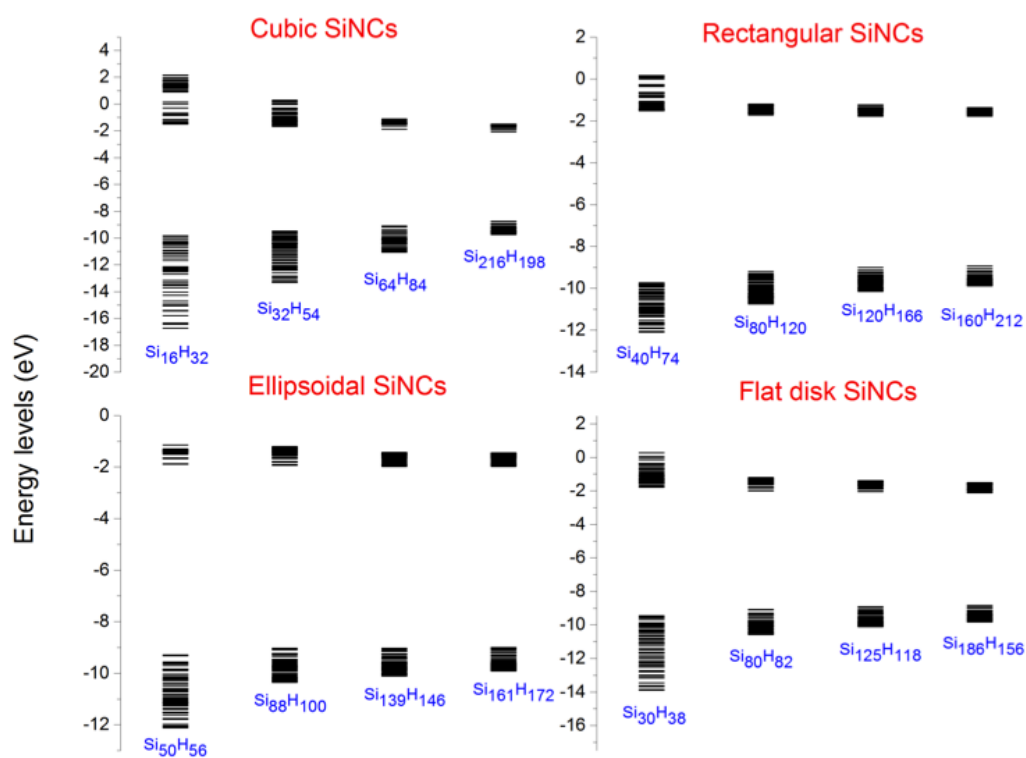 Cubic SiNCs
Rectangular SiNCs
4
2
0
-2
-4
-6
-8
-10
-12
-14
-16
-18
-20
Si16H32
Si32H54
Si64H84
Si216H198
2
0
-2
-4
-6
-8
-10
-12
-14
Si40H74
Si80H120
Si120H166
Si160H212
Energy levels (eV)
Ellipsoidal SiNCs
Flat disk SiNCs
0
-2
-4
-6
-8
-10
-12
Si50H56
Si88H100
Si139H146
Si161H172
2
0
-2
-4
-6
-8
-10
-12
-14
-16
Si30H38
Si80H82
Si125H118
Si186H156